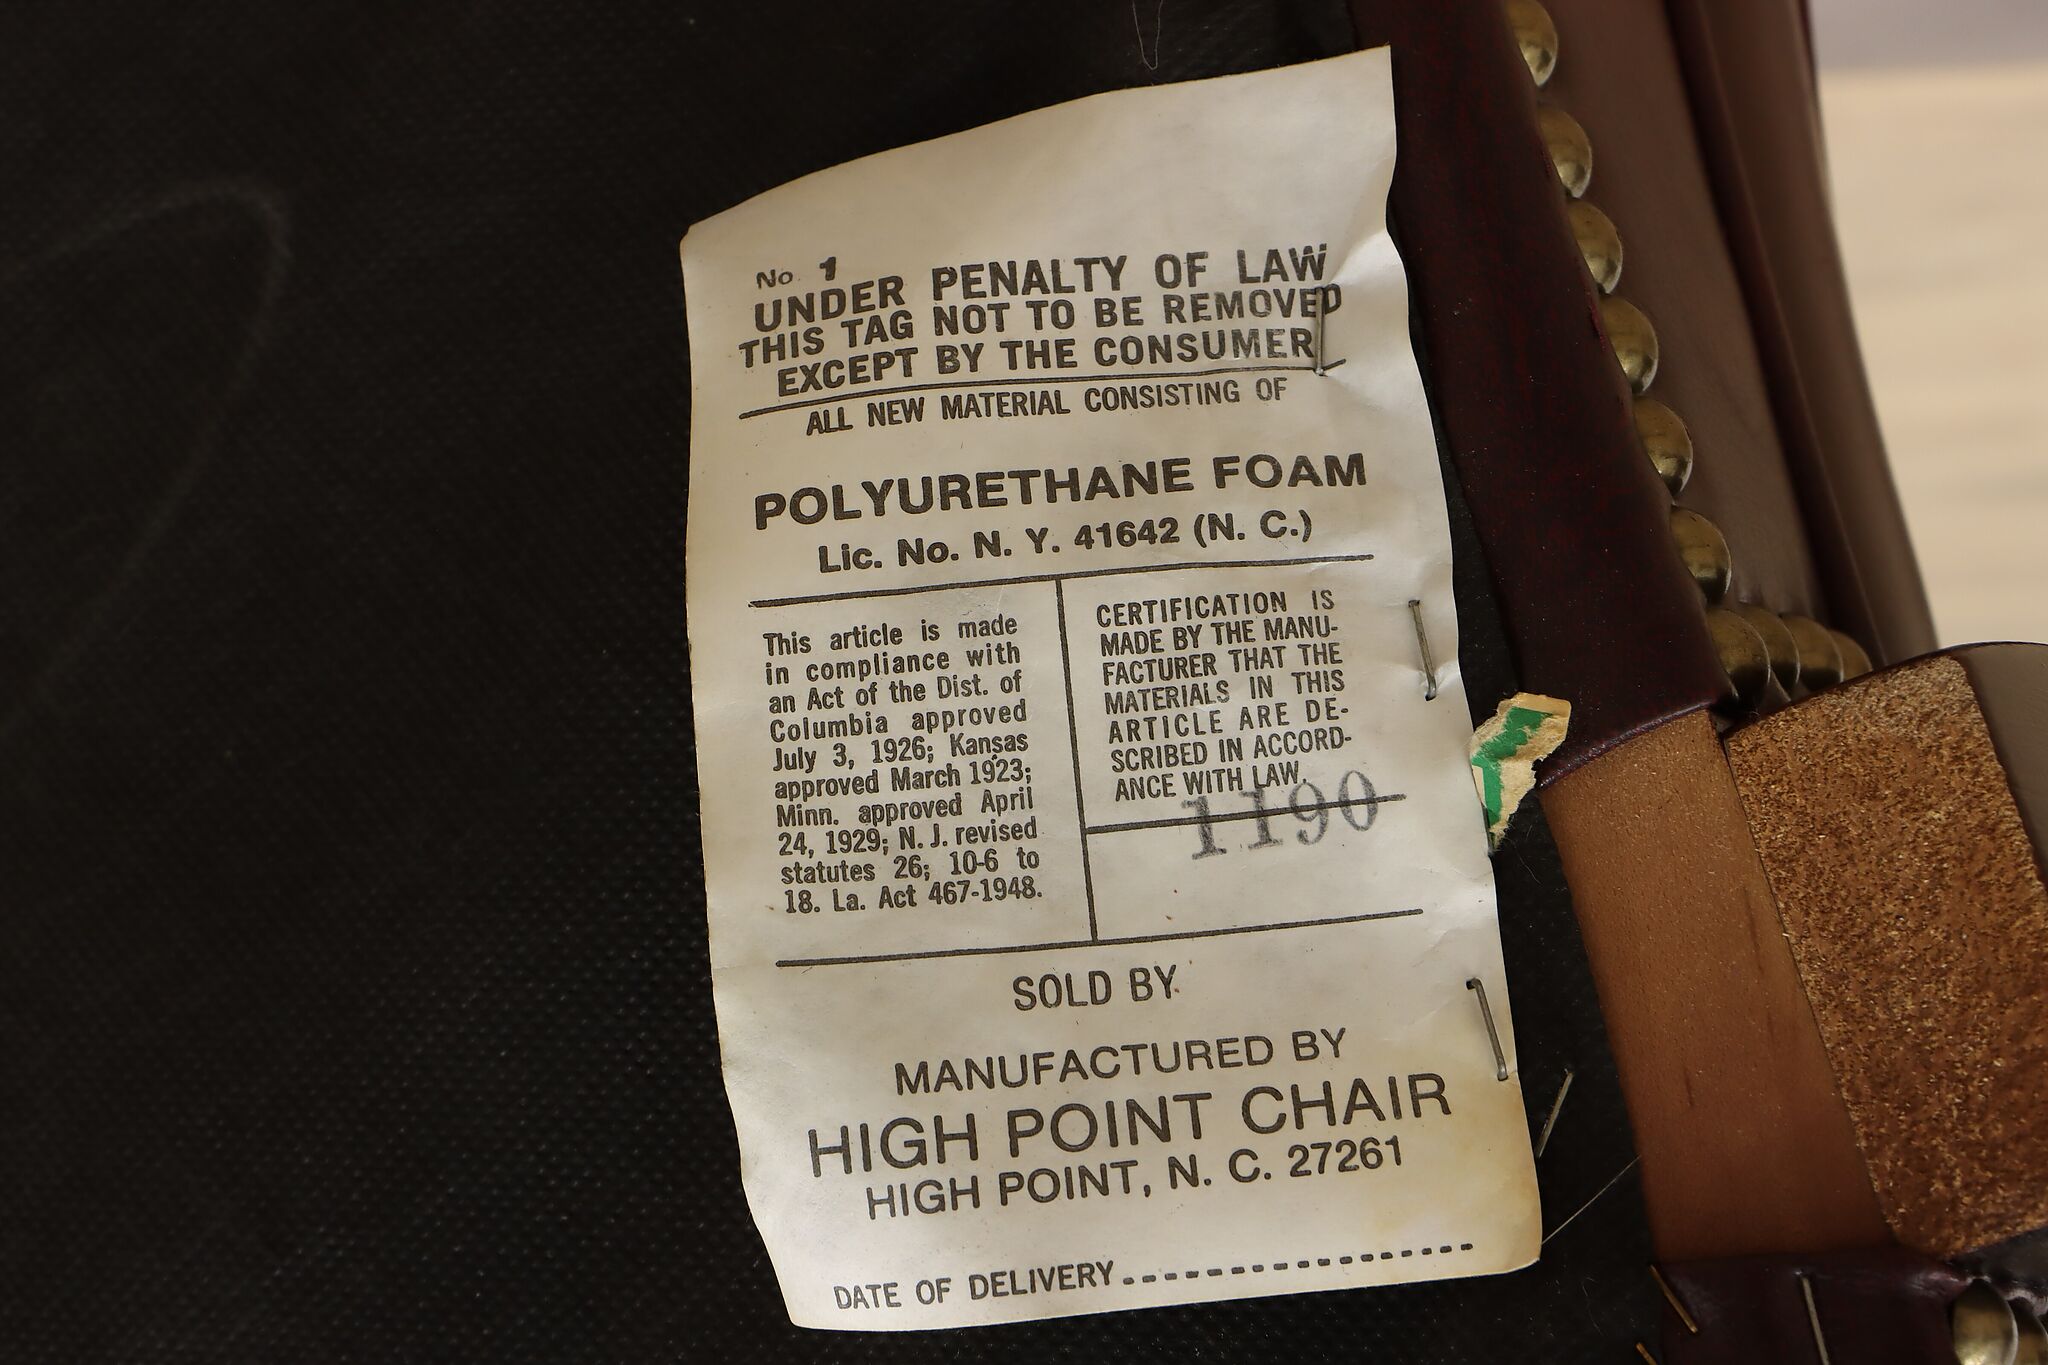 No. 1
UNDER PENALTY OF LAW
THIS TAG NOT TO BE REMOVED
EXCEPT BY THE CONSUMER
ALL NEW MATERIAL CONSISTING OF
POLYURETHANE FOAM
Lic. No. N. Y. 41642 (N. C.)
This article is made
in compliance with
an Act of the Dist. of
Columbia approved
July 3, 1926; Kansas
approved March 1923;
Minn. approved April
24, 1929; N. J. revised
statutes 26; 10-6 to
18. La. Act 467-1948.
CERTIFICATION IS
MADE BY THE MANU-
FACTURER THAT THE
MATERIALS IN THIS
ARTICLE ARE DE-
SCRIBED IN ACCORD-
ANCE WITH LAW.
1190
SOLD BY
MANUFACTURED BY
HIGH POINT CHAIR
HIGH POINT, N. C. 27261
DATE OF DELIVERY